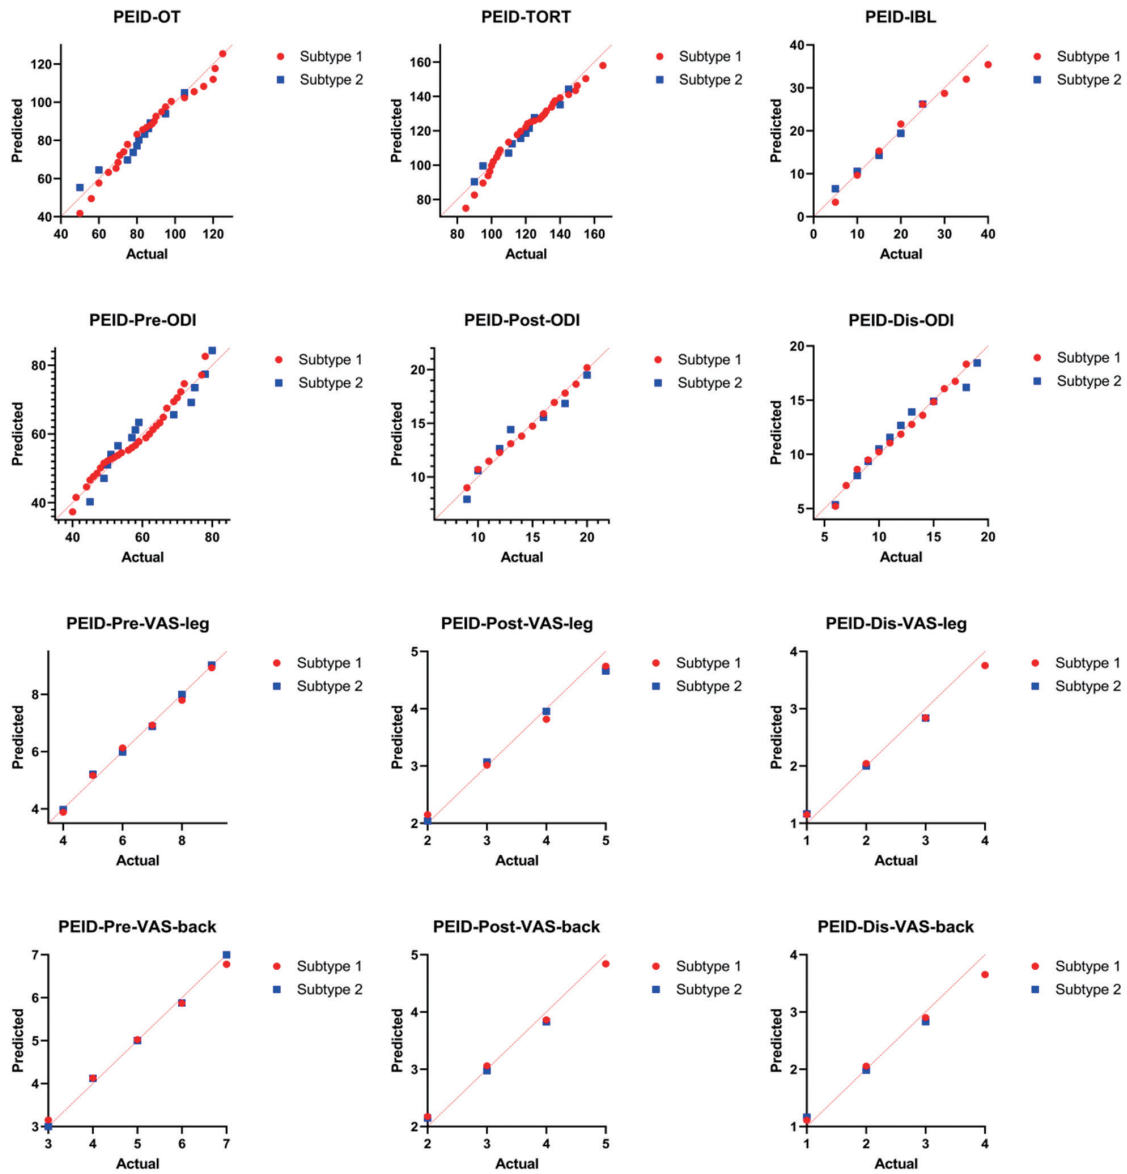 PEID-OT
120
100
80
60
40
40 60 80 100 120
Predicted
Actual
Subtype 1
Subtype 2
PEID-TORT
160
140
120
100
80
80 100 120 140 160
Predicted
Actual
Subtype 1
Subtype 2
PEID-IBL
40
30
20
10
0
0 10 20 30 40
Predicted
Actual
Subtype 1
Subtype 2
PEID-Pre-ODI
80
60
40
40 60 80
Predicted
Actual
Subtype 1
Subtype 2
PEID-Post-ODI
20
15
10
10 15 20
Predicted
Actual
Subtype 1
Subtype 2
PEID-Dis-ODI
20
15
10
5
5 10 15 20
Predicted
Actual
Subtype 1
Subtype 2
PEID-Pre-VAS-leg
8
6
4
4 6 8
Predicted
Actual
Subtype 1
Subtype 2
PEID-Post-VAS-leg
5
4
3
2
2 3 4 5
Predicted
Actual
Subtype 1
Subtype 2
PEID-Dis-VAS-leg
4
3
2
1
1 2 3 4
Predicted
Actual
Subtype 1
Subtype 2
PEID-Pre-VAS-back
7
6
5
4
3
3 4 5 6 7
Predicted
Actual
Subtype 1
Subtype 2
PEID-Post-VAS-back
5
4
3
2
2 3 4 5
Predicted
Actual
Subtype 1
Subtype 2
PEID-Dis-VAS-back
4
3
2
1
1 2 3 4
Predicted
Actual
Subtype 1
Subtype 2